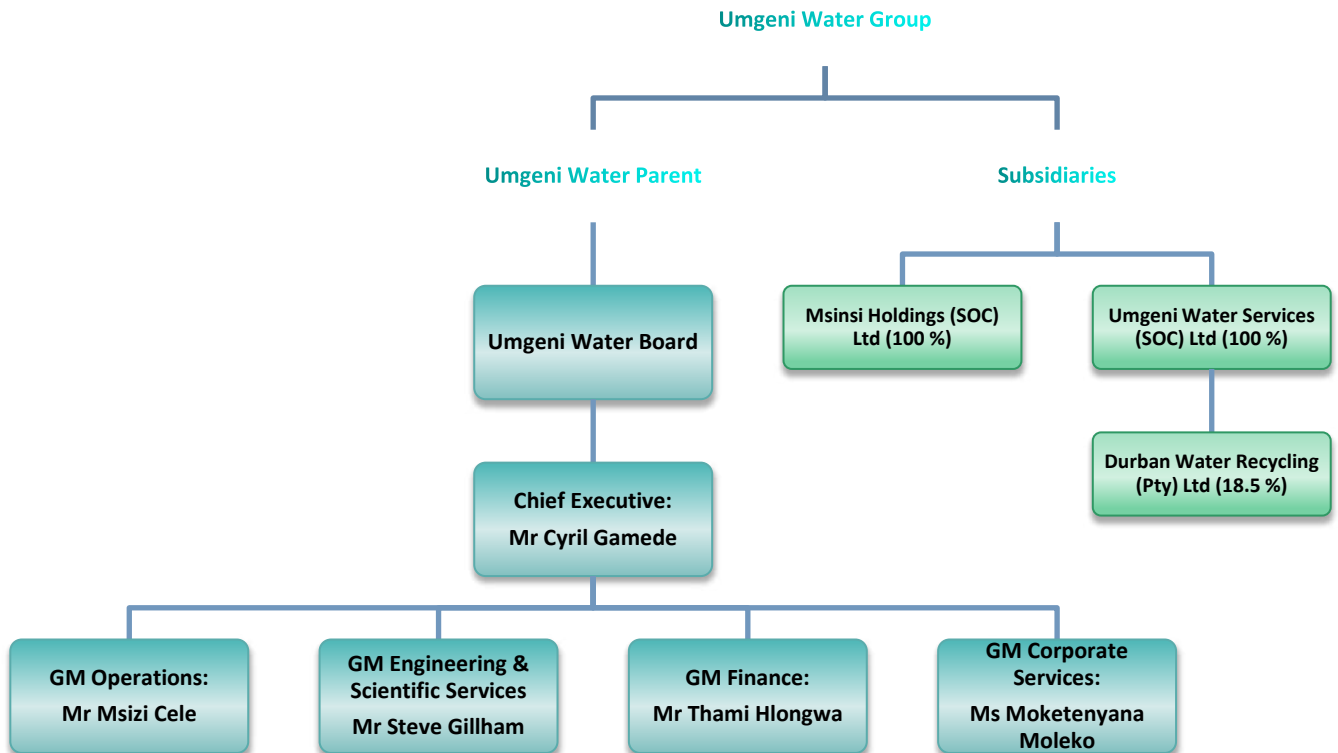 Umgeni Water Group
Umgeni Water Parent
Subsidiaries
Umgeni Water Board
Msinsi Holdings (SOC)
Ltd (100 %)
Umgeni Water Services
(SOC) Ltd (100 %)
Durban Water Recycling
(Pty) Ltd (18.5 %)
Chief Executive:
Mr Cyril Gamede
GM Operations:
Mr Msizi Cele
GM Engineering &
Scientific Services
Mr Steve Gillham
GM Finance:
Mr Thami Hlongwa
GM Corporate
Services:
Ms Moketenyana
Moleko